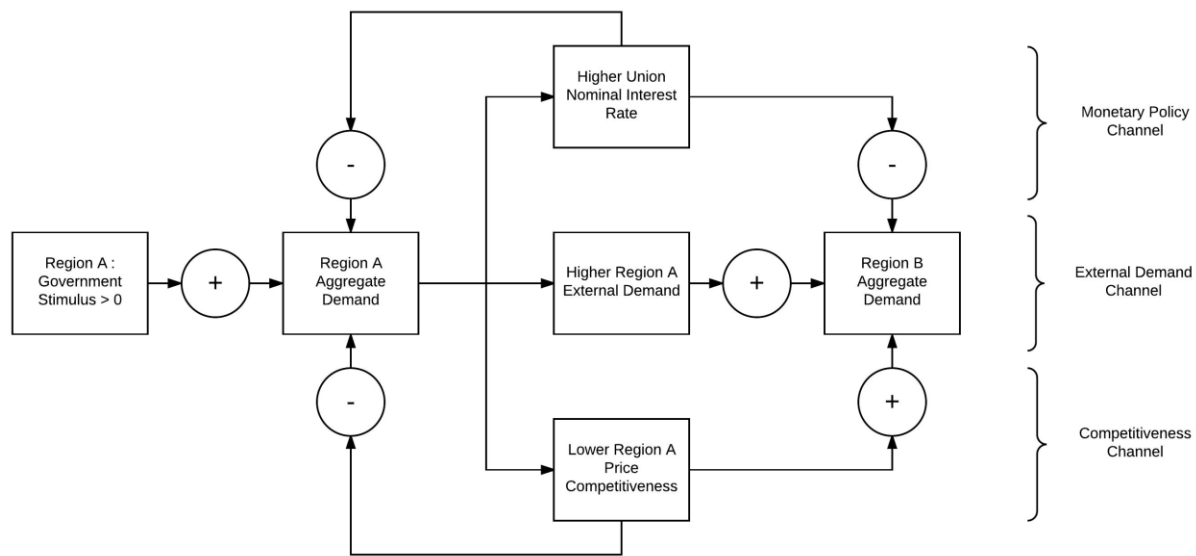 Higher Union
Nominal Interest
Rate
Monetary Policy
Channel
-
-
Region A :
Government
Stimulus > 0
+
Region A
Aggregate
Demand
Higher Region A
External Demand
+
Region B
Aggregate
Demand
External Demand
Channel
-
+
Lower Region A
Price
Competitiveness
Competitiveness
Channel